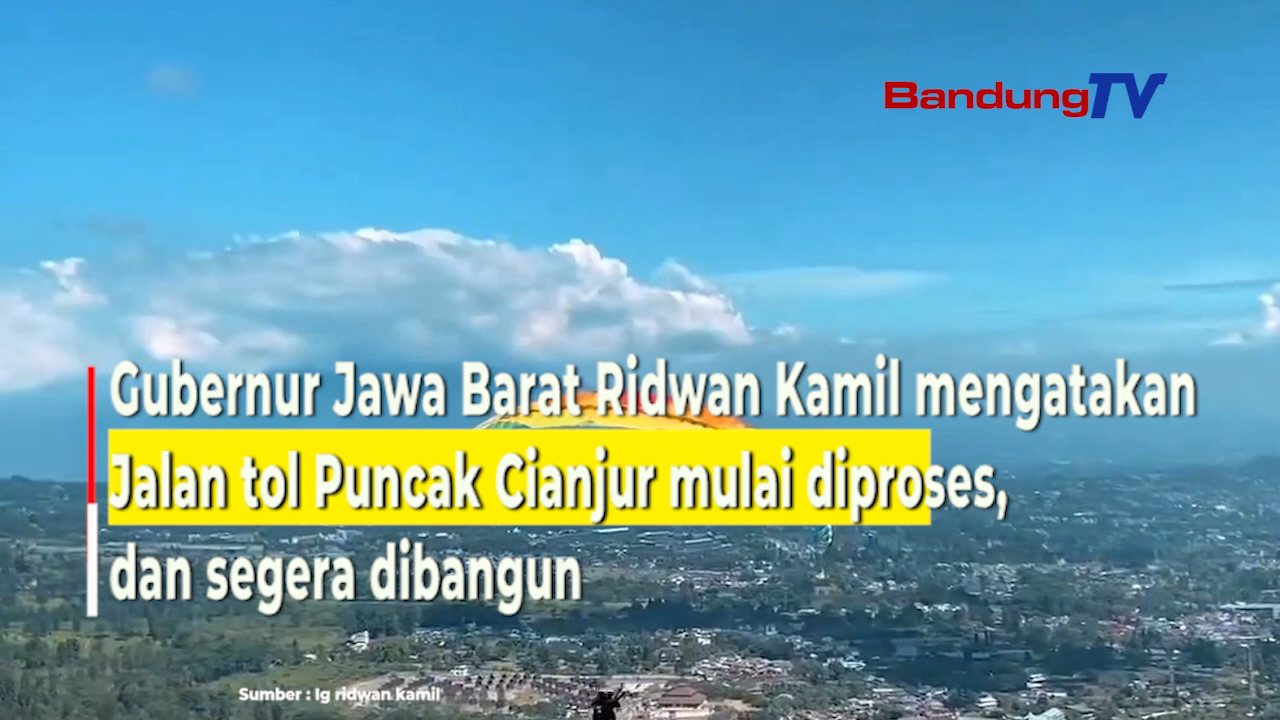 BandungTV
Gubernur Jawa Barat Ridwan Kamil mengatakan
Jalan tol Puncak Cianjur mulai diproses,
dan segera dibangun
Sumber : Ig ridwan kamil